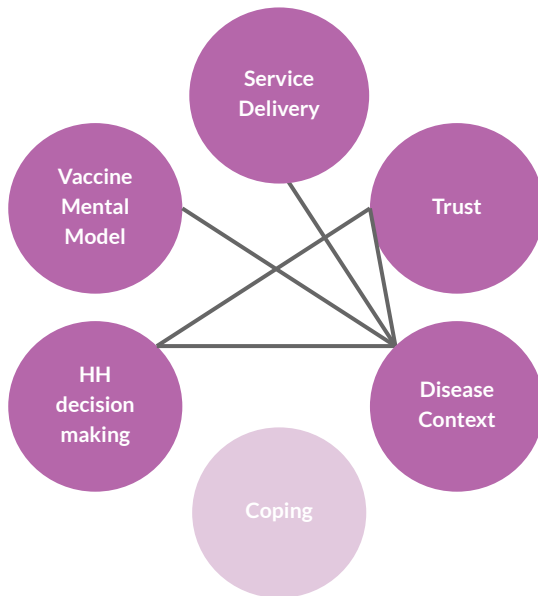 Service
Delivery
Vaccine
Mental
Model
Trust
HH
decision
making
Disease
Context
Coping